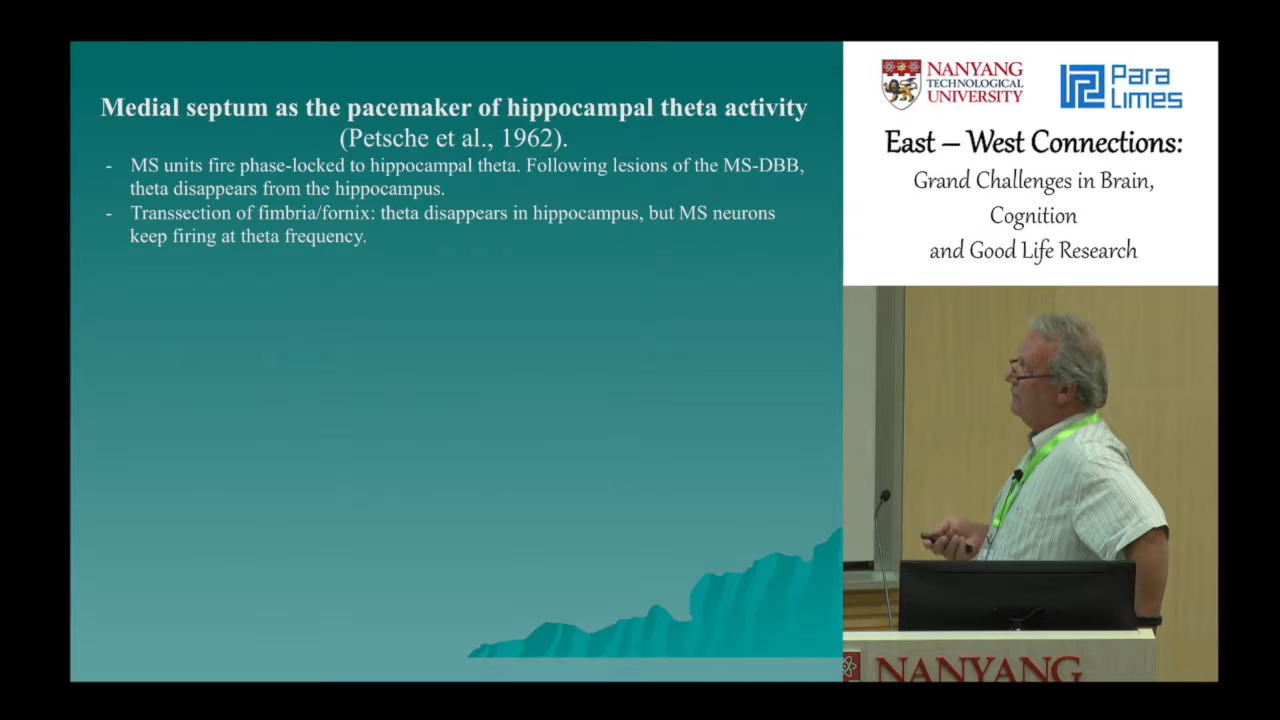 Medial septum as the pacemaker of hippocampal theta activity
(Petsche et al., 1962).
- MS units fire phase-locked to hippocampal theta. Following lesions of the MS-DBB,
theta disappears from the hippocampus.
- Transsection of fimbria/fornix: theta disappears in hippocampus, but MS neurons
keep firing at theta frequency.
NANYANG
TECHNOLOGICAL
UNIVERSITY
Para
Limes
East – West Connections:
Grand Challenges in Brain,
Cognition
and Good Life Research
NANYANG